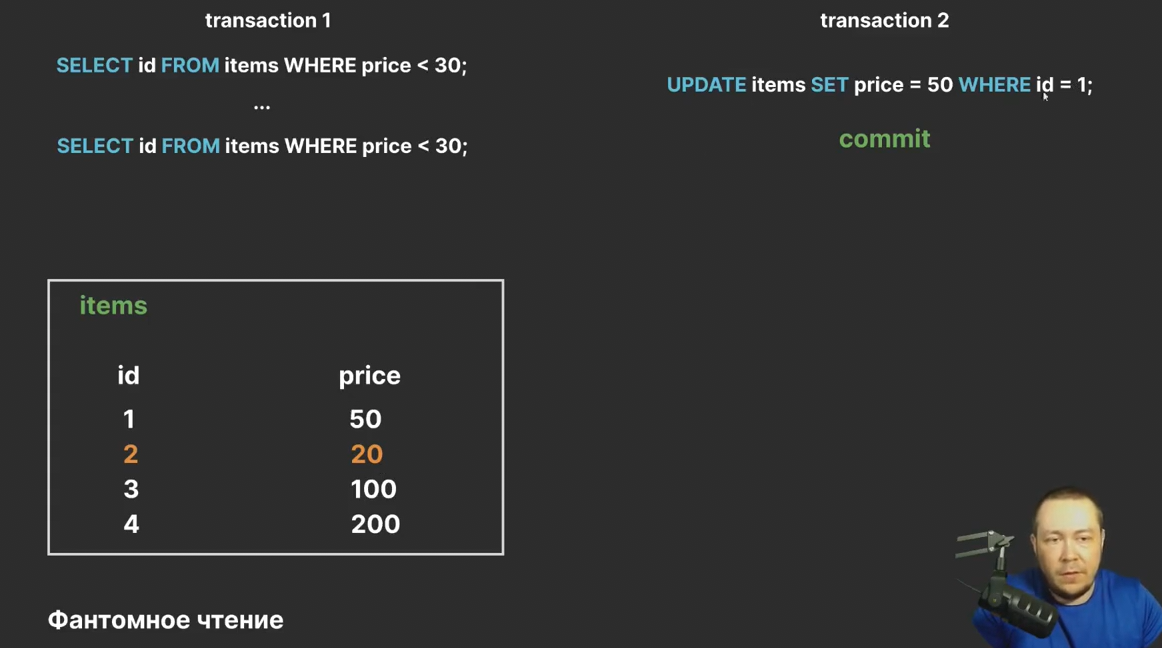 transaction 1
SELECT id FROM items WHERE price < 30;
...
SELECT id FROM items WHERE price < 30;
transaction 2
UPDATE items SET price = 50 WHERE id = 1;
commit
items
id price
1 50
2 20
3 100
4 200
Фантомное чтение